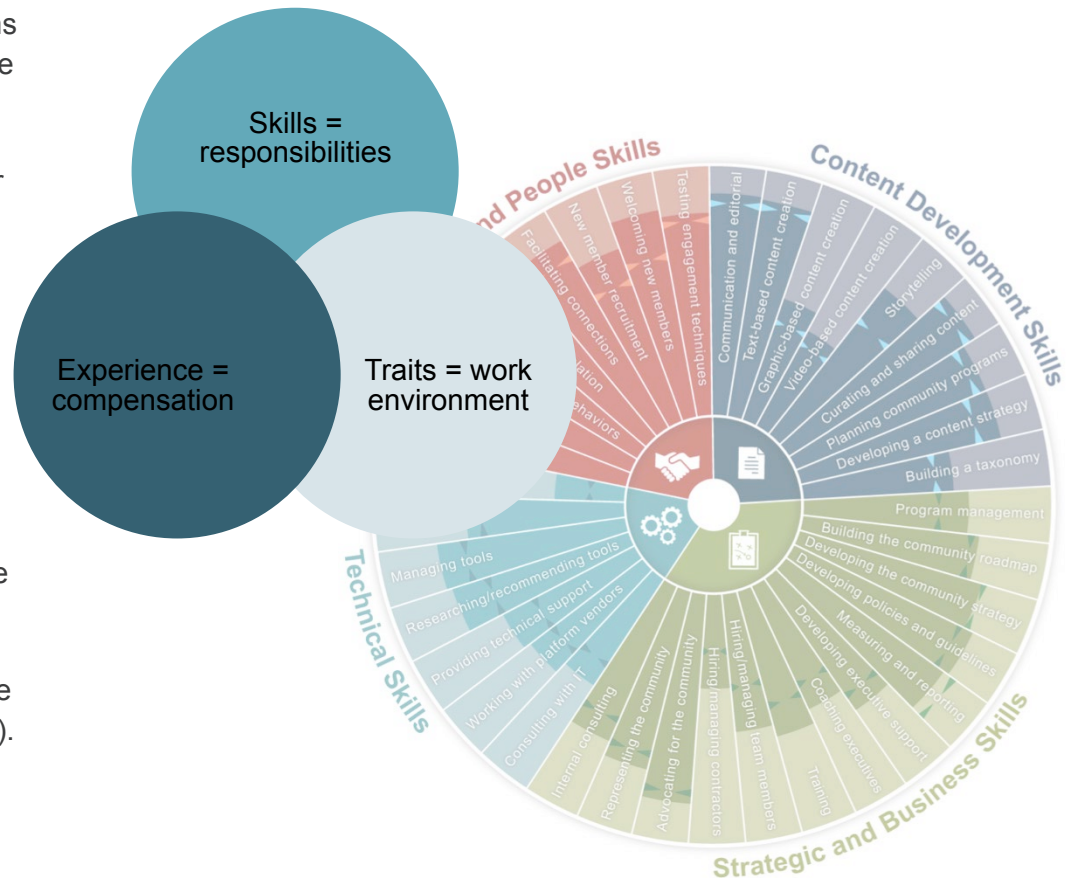 Skills =
responsibilities
Experience =
compensation
Traits = work
environment
People Skills
Facilitating connections
New member recruitment
Welcoming new members
Testing engagement techniques
Content Development Skills
Communication and editorial
Text-based content creation
Graphic-based content creation
Video-based content creation
Storytelling
Curating and sharing content
Planning community programs
Developing a content strategy
Building a taxonomy
Program management
Building the community roadmap
Developing the community strategy
Developing policies and guidelines
Measuring and reporting
Developing executive support
Coaching executives
Training
Hiring/managing team members
Hiring/managing contractors
Advocating for the community
Representing the community
Internal consulting
Strategic and Business Skills
Consulting with IT
Working with platform vendors
Providing technical support
Researching/recommending tools
Managing tools
Technical Skills